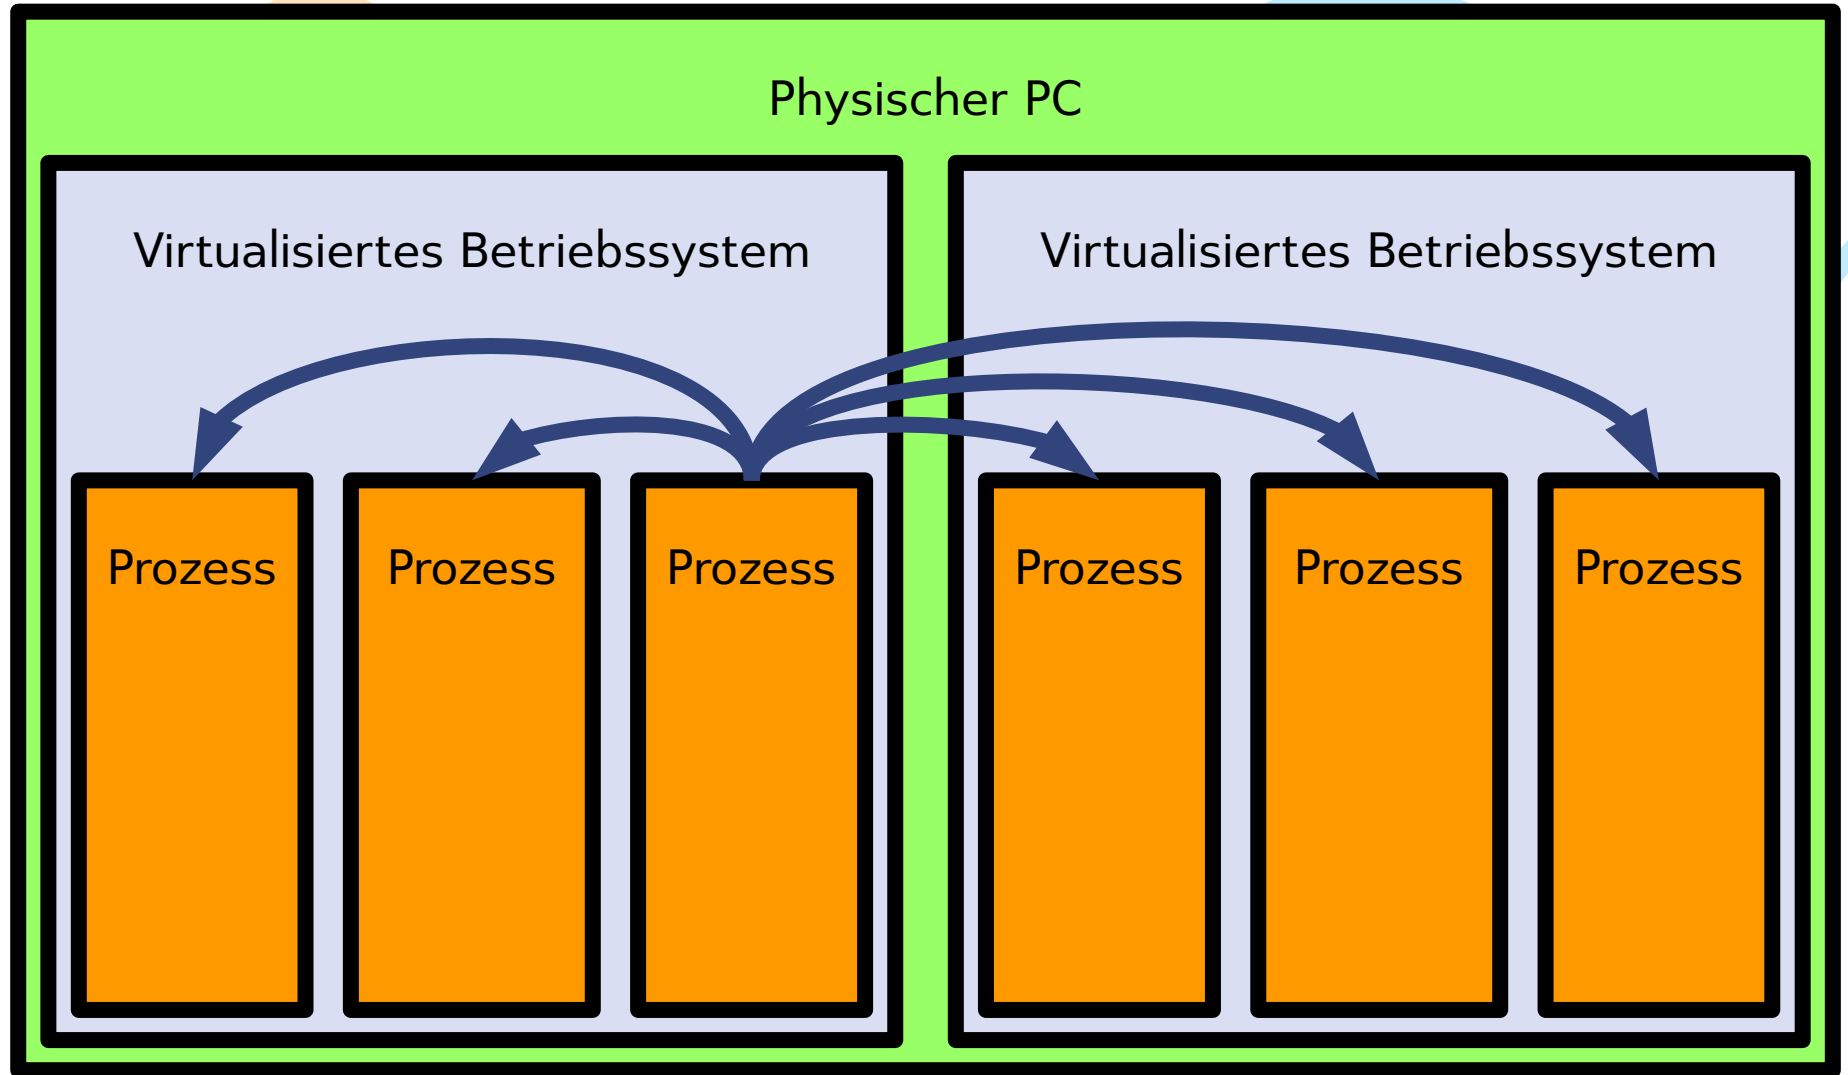 Physischer PC
Virtualisiertes Betriebssystem
Virtualisiertes Betriebssystem
Prozess
Prozess
Prozess
Prozess
Prozess
Prozess